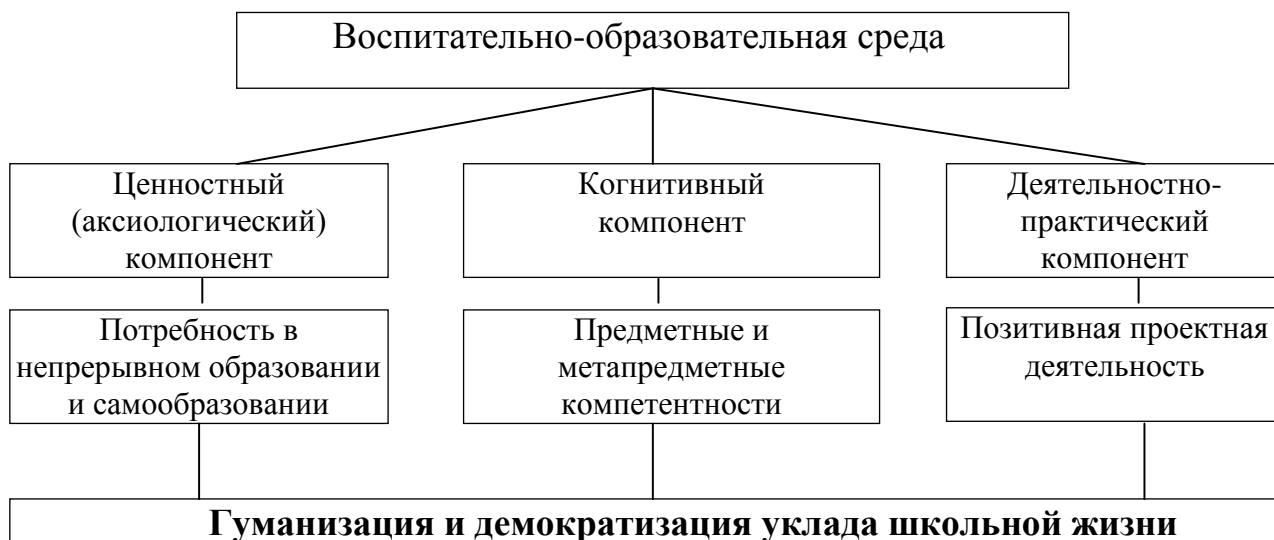 Воспитательно-образовательная среда
Ценностный
(аксиологический)
компонент
Когнитивный
компонент
Деятельностно-
практический
компонент
Потребность в
непрерывном образовании
и самообразовании
Предметные и
метапредметные
компетентности
Позитивная проектная
деятельность
Гуманизация и демократизация уклада школьной жизни